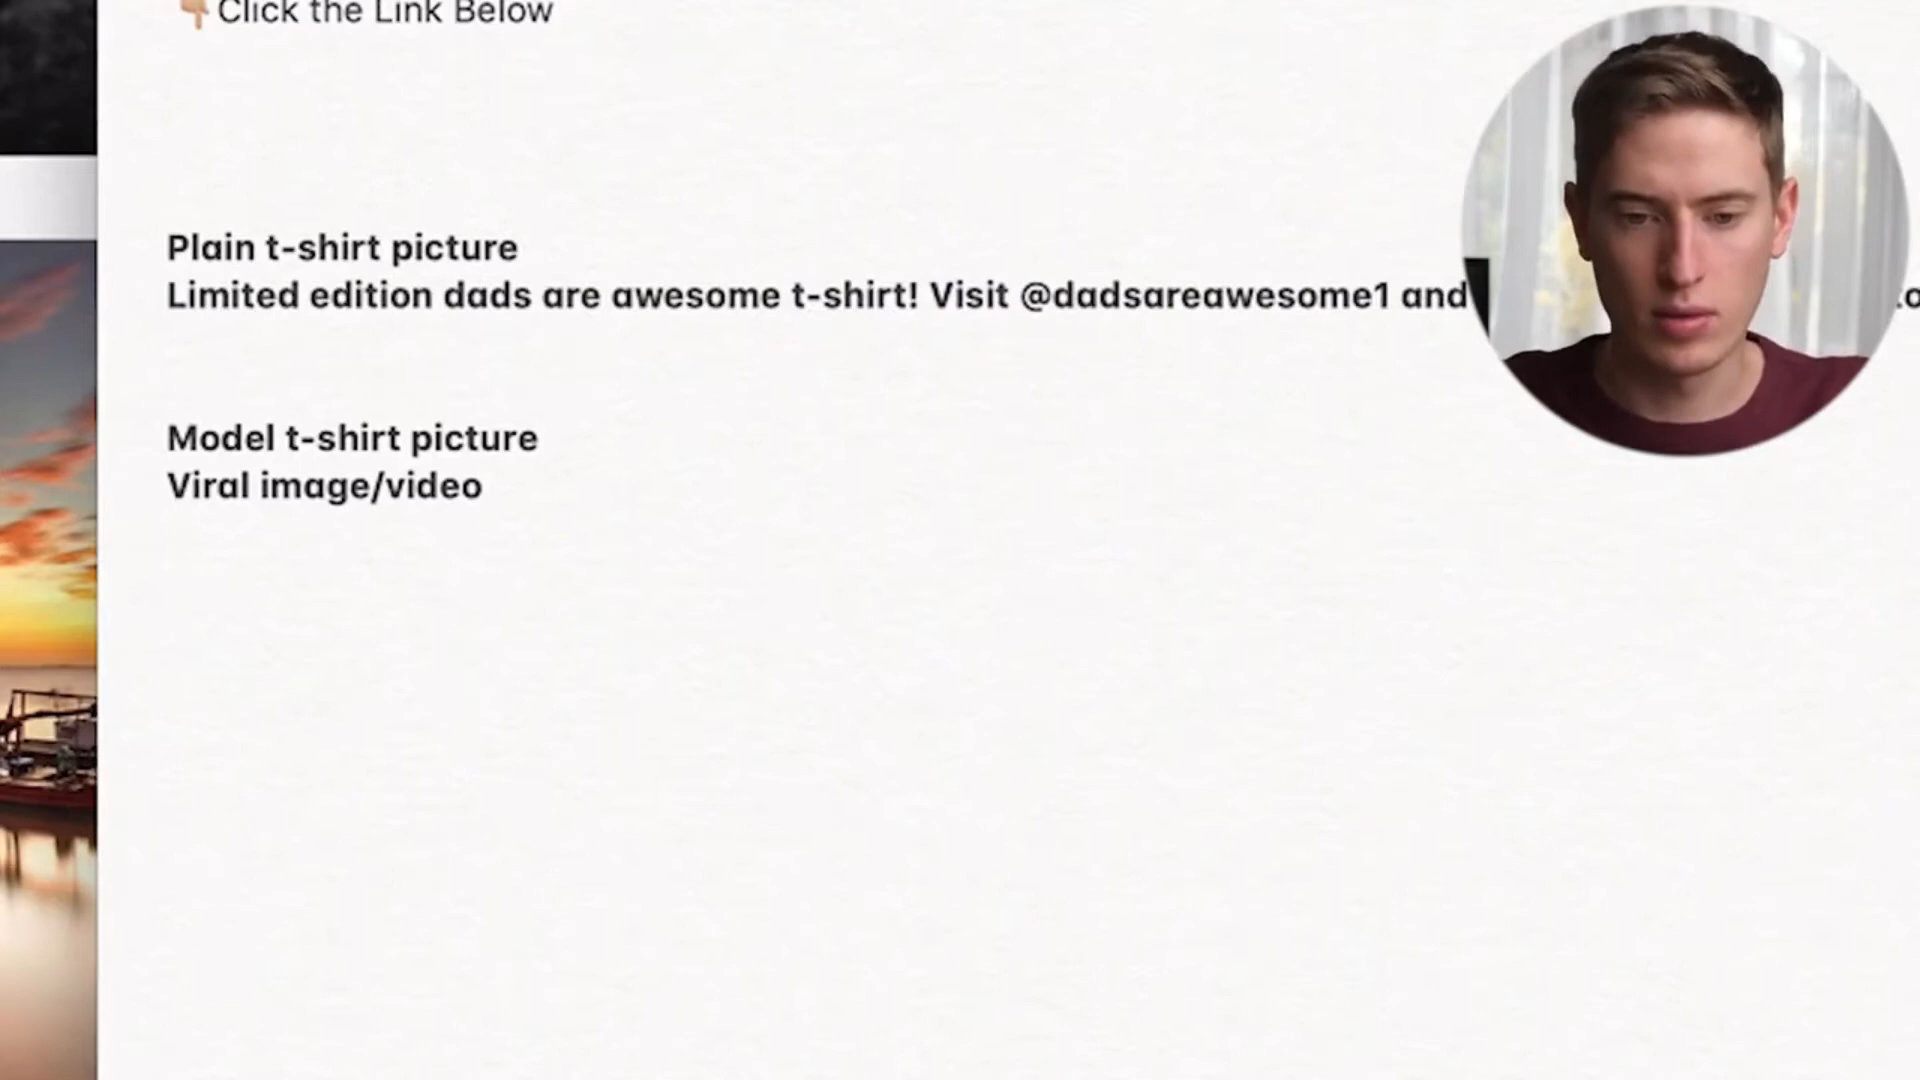 👇Click the Link Below
Plain t-shirt picture
Limited edition dads are awesome t-shirt! Visit @dadsareawesome1 and
Model t-shirt picture
Viral image/video